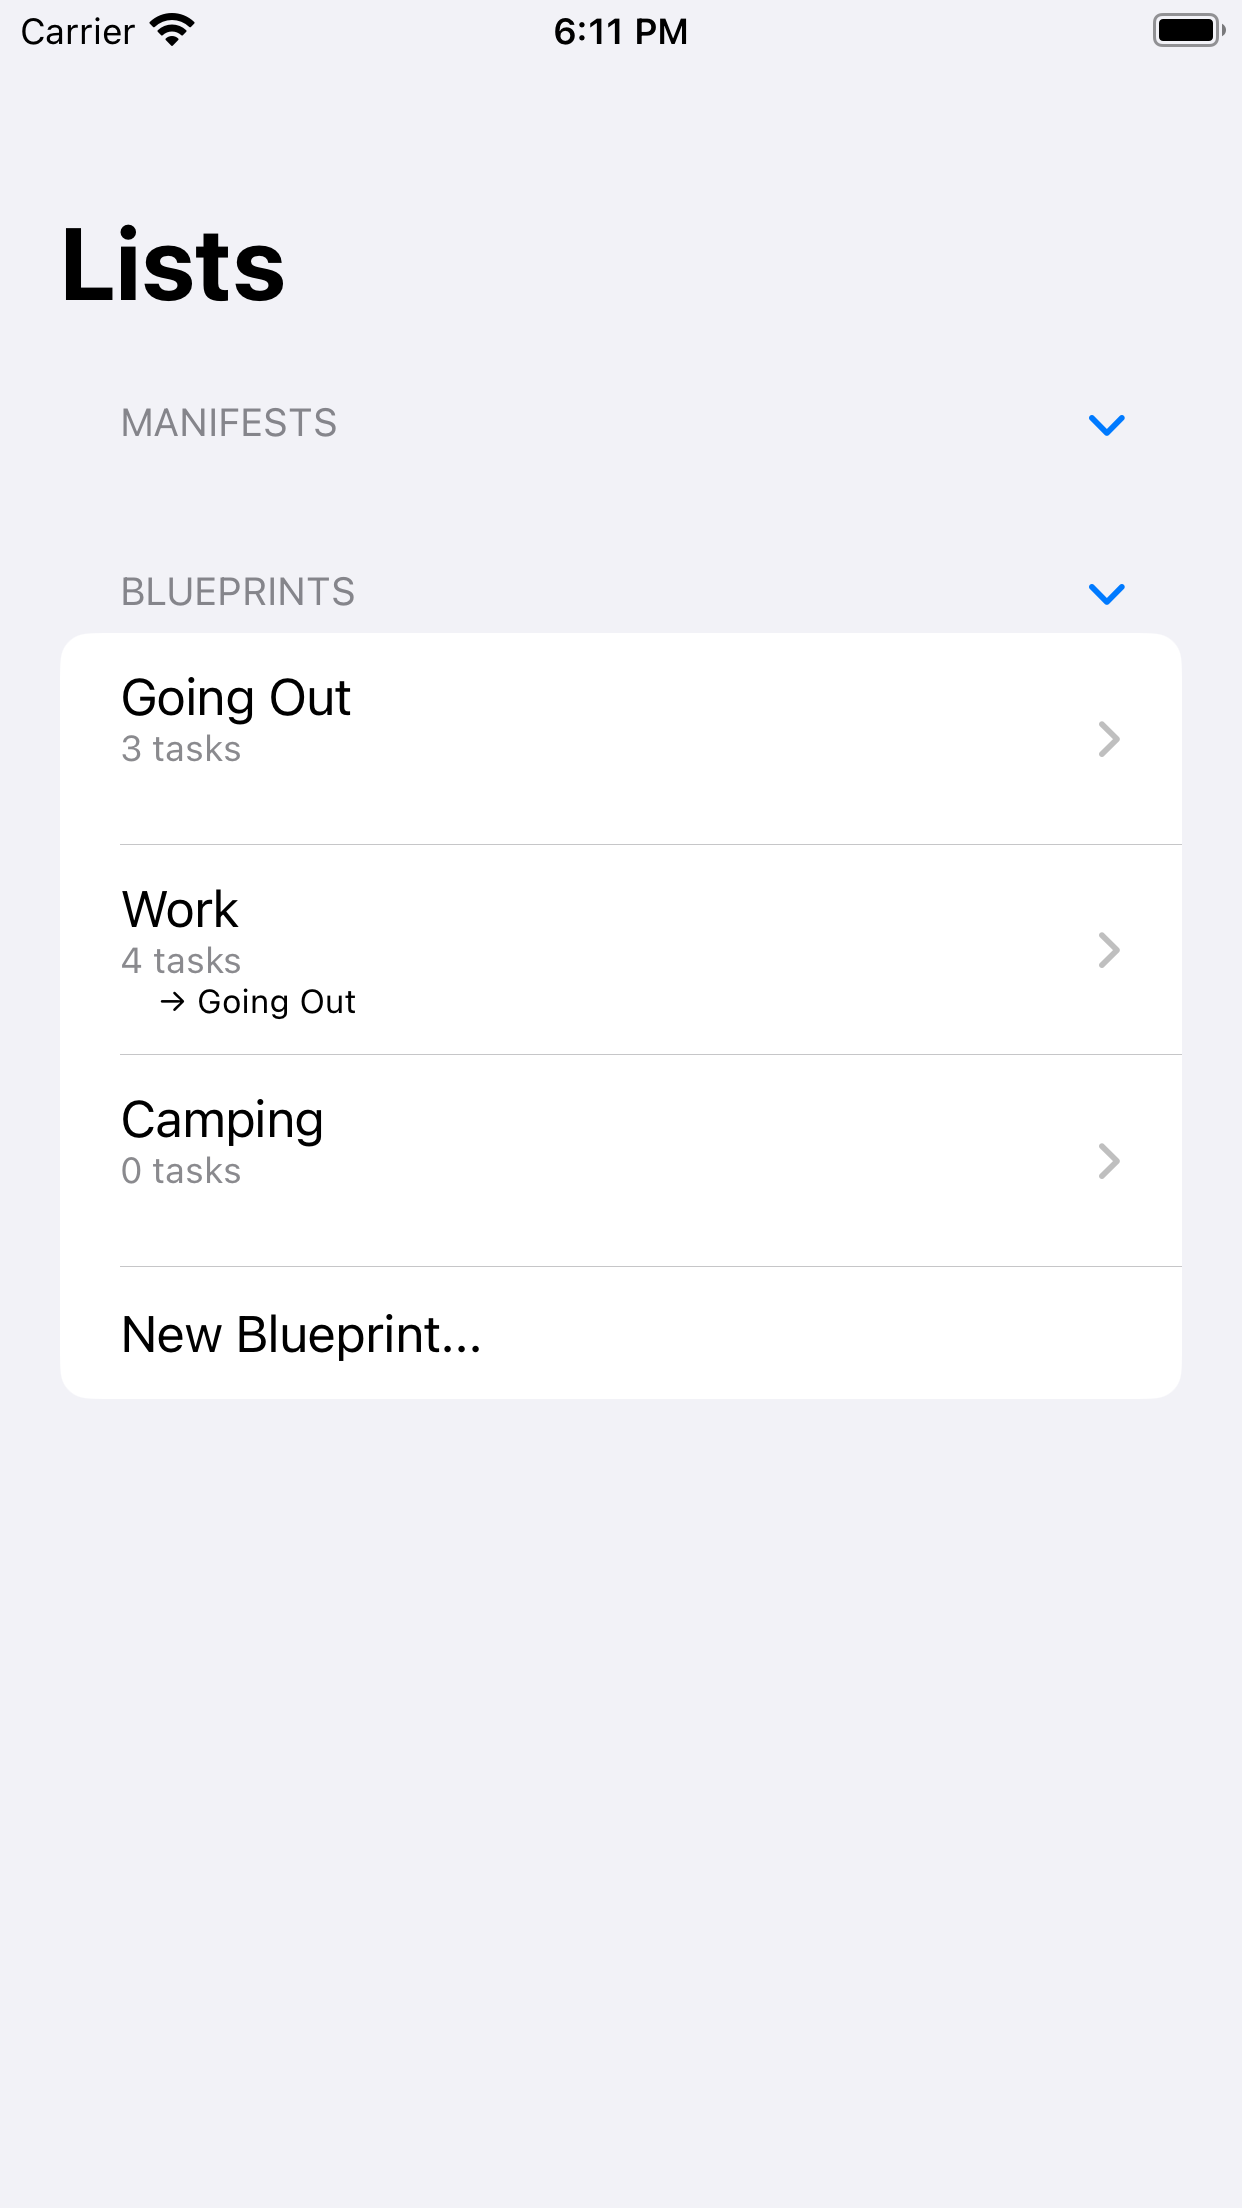 Carrier 6:11 PM
Lists
MANIFESTS
BLUEPRINTS
Going Out
3 tasks
Work
4 tasks
→ Going Out
Camping
0 tasks
New Blueprint...